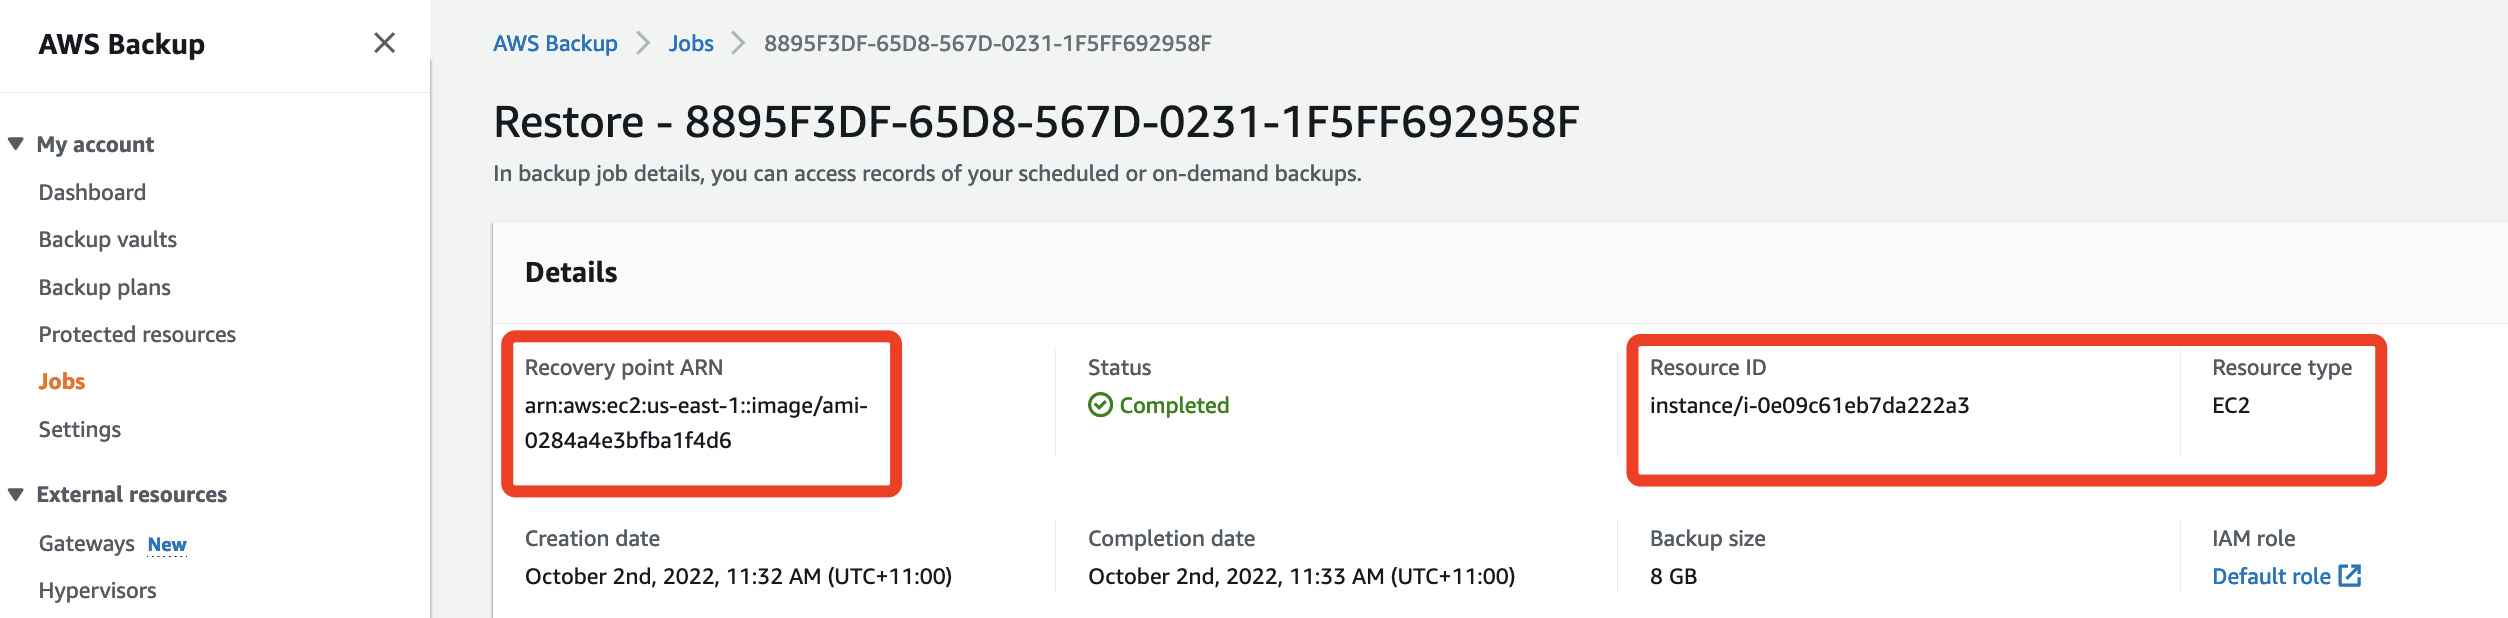 AWS Backup
My account
Dashboard
Backup vaults
Backup plans
Protected resources
Jobs
Settings
External resources
Gateways New
Hypervisors
AWS Backup > Jobs > 8895F3DF-65D8-567D-0231-1F5FF692958F
Restore - 8895F3DF-65D8-567D-0231-1F5FF692958F
In backup job details, you can access records of your scheduled or on-demand backups.
Details
Recovery point ARN
arn:aws:ec2:us-east-1::image/ami-
0284a4e3bfba1f4d6
Status
Completed
Resource ID
instance/i-0e09c61eb7da222a3
Resource type
EC2
Creation date
October 2nd, 2022, 11:32 AM (UTC+11:00)
Completion date
October 2nd, 2022, 11:33 AM (UTC+11:00)
Backup size
8 GB
IAM role
Default role